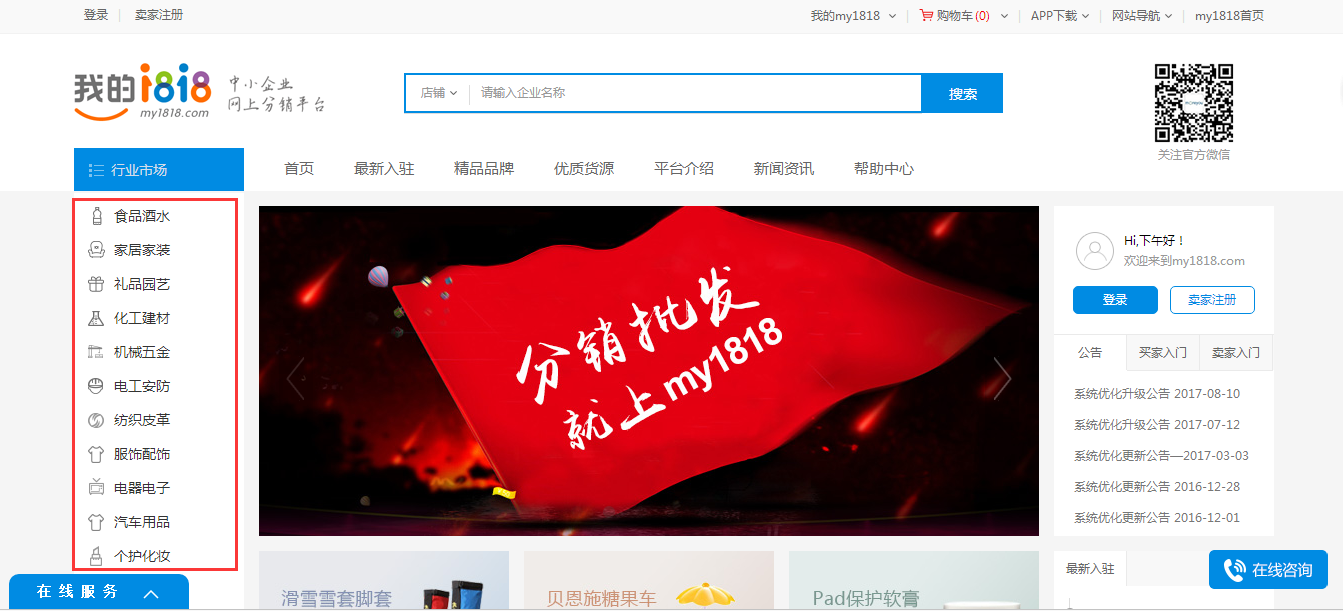 登录 卖家注册 我的my1818 购物车(0) APP下载 网站导航 my1818首页
我的1818
my1818.com
中小企业
网上分销平台
店铺 请输入企业名称 搜索
关注官方微信
行业市场 首页 最新入驻 精品品牌 优质货源 平台介绍 新闻资讯 帮助中心
食品酒水
家居家装
礼品园艺
化工建材
机械五金
电工安防
纺织皮革
服饰配饰
电器电子
汽车用品
个护化妆
在线服务
分销批发
就上my1818
Hi,下午好！
欢迎来到my1818.com
登录 卖家注册
公告 买家入门 卖家入门
系统优化升级公告 2017-08-10
系统优化升级公告 2017-07-12
系统优化更新公告—2017-03-03
系统优化更新公告 2016-12-28
系统优化更新公告 2016-12-01
滑雪雪套脚套 贝恩施糖果车 Pad保护软膏
最新入驻
在线咨询